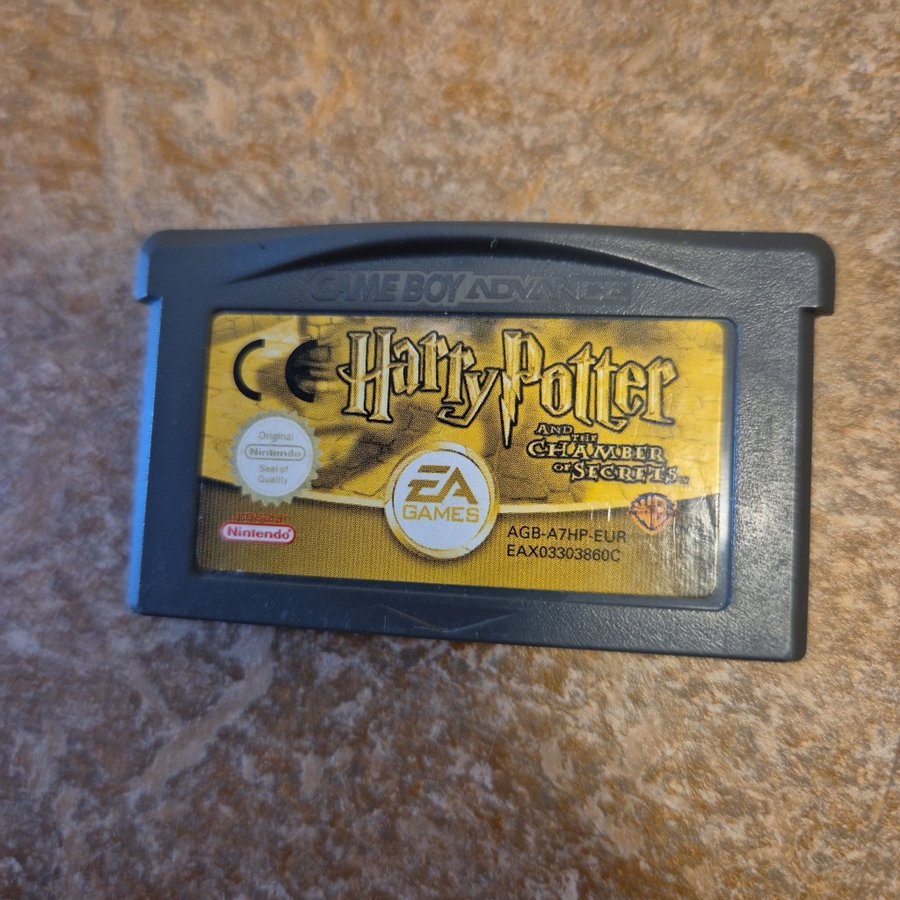 GAME BOY ADVANCE
CE
Harry Potter
AND THE
CHAMBER
OF SECRETS
Original
Nintendo
Seal of
Quality
EA
GAMES
Nintendo
AGB-A7HP-EUR
EAX03303860C